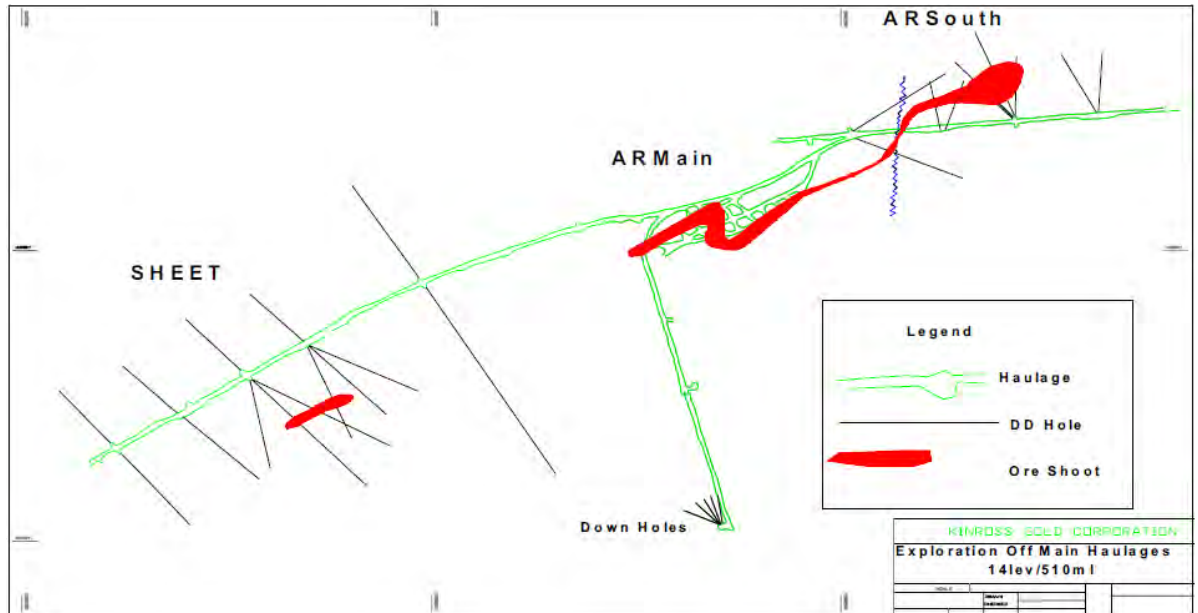 ARSouth
ARMain
SHEET
Legend
Haulage
DD Hole
Ore Shoot
Down Holes
KINROSS GOLD CORPORATION
Exploration Off Main Haulages
14lev/510ml